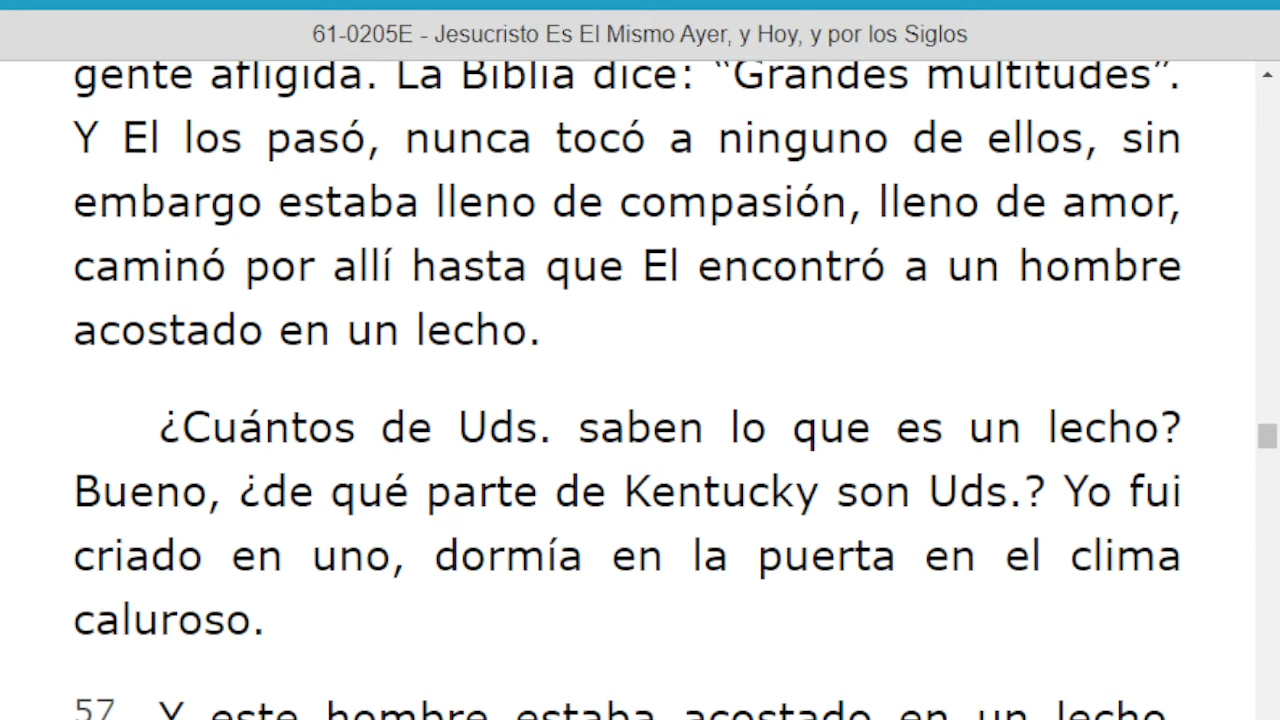 61-0205E - Jesucristo Es El Mismo Ayer, y Hoy, y por los Siglos
gente afligida. La Biblia dice: “Grandes multitudes”.
Y El los pasó, nunca tocó a ninguno de ellos, sin
embargo estaba lleno de compasión, lleno de amor,
caminó por allí hasta que El encontró a un hombre
acostado en un lecho.
¿Cuántos de Uds. saben lo que es un lecho?
Bueno, ¿de qué parte de Kentucky son Uds.? Yo fui
criado en uno, dormía en la puerta en el clima
caluroso.
57 Y este hombre estaba acostado en un lecho.